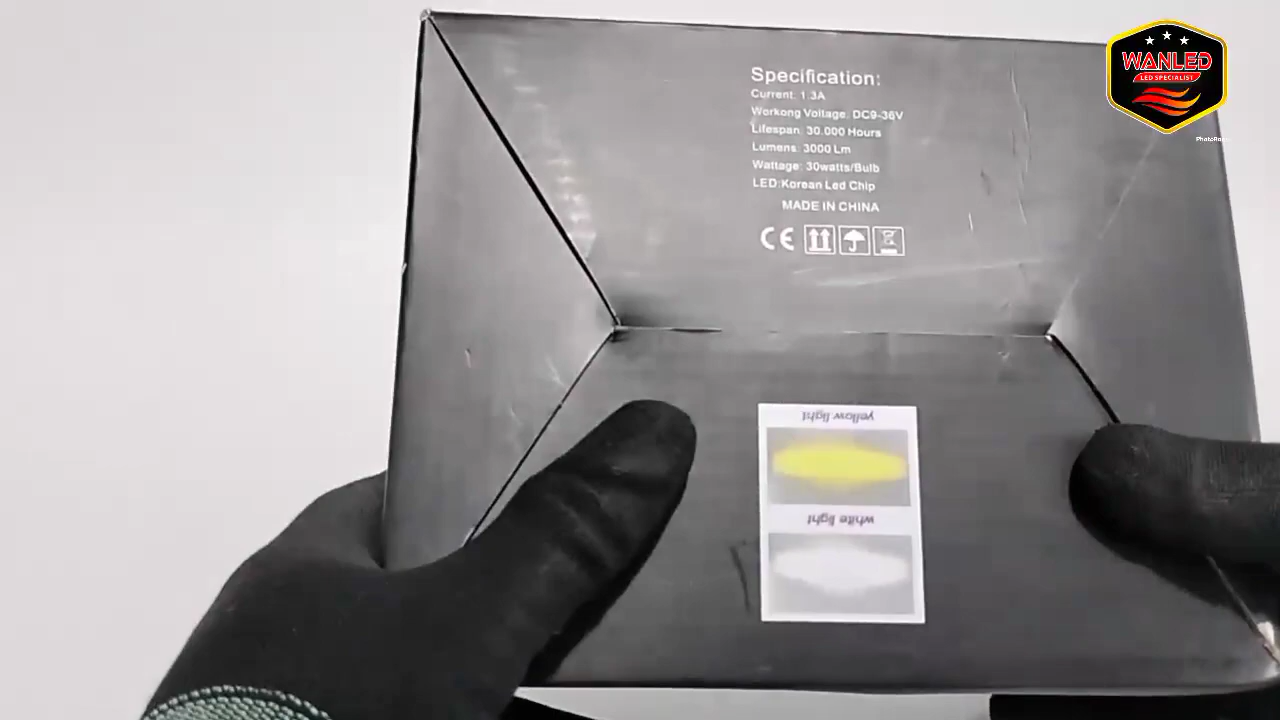 WANLED
LED SPECIALIST
PhotoRo
Specification:
Current: 1.3A
Workong Voltage: DC9-36V
Lifespan: 30.000 Hours
Lumens: 3000 Lm
Wattage: 30watts/Bulb
LED:Korean Led Chip
MADE IN CHINA
CE
yellow light
white light